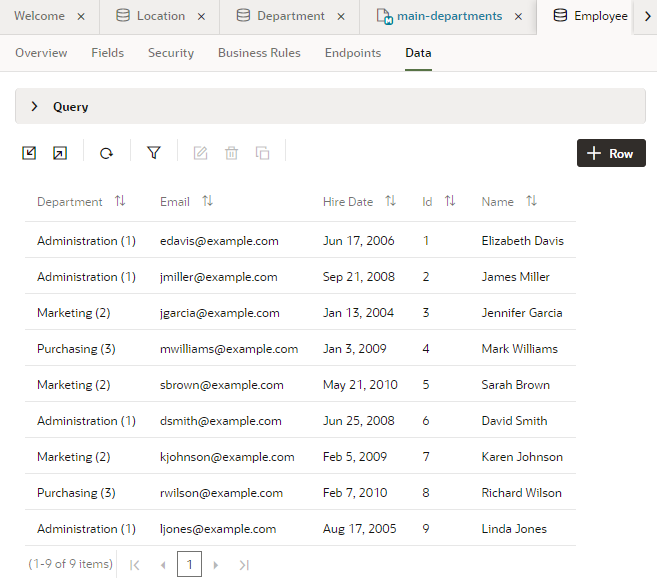 Welcome × Location × Department × main-departments × Employee
Overview Fields Security Business Rules Endpoints Data
Query
+ Row
Department Email Hire Date Id Name
Administration (1) edavis@example.com Jun 17, 2006 1 Elizabeth Davis
Administration (1) jmiller@example.com Sep 21, 2008 2 James Miller
Marketing (2) jgarcia@example.com Jan 13, 2004 3 Jennifer Garcia
Purchasing (3) mwilliams@example.com Jan 3, 2009 4 Mark Williams
Marketing (2) sbrown@example.com May 21, 2010 5 Sarah Brown
Administration (1) dsmith@example.com Jun 25, 2008 6 David Smith
Marketing (2) kjohnson@example.com Feb 5, 2009 7 Karen Johnson
Purchasing (3) rwilson@example.com Feb 7, 2010 8 Richard Wilson
Administration (1) ljones@example.com Aug 17, 2005 9 Linda Jones
(1-9 of 9 items) 1